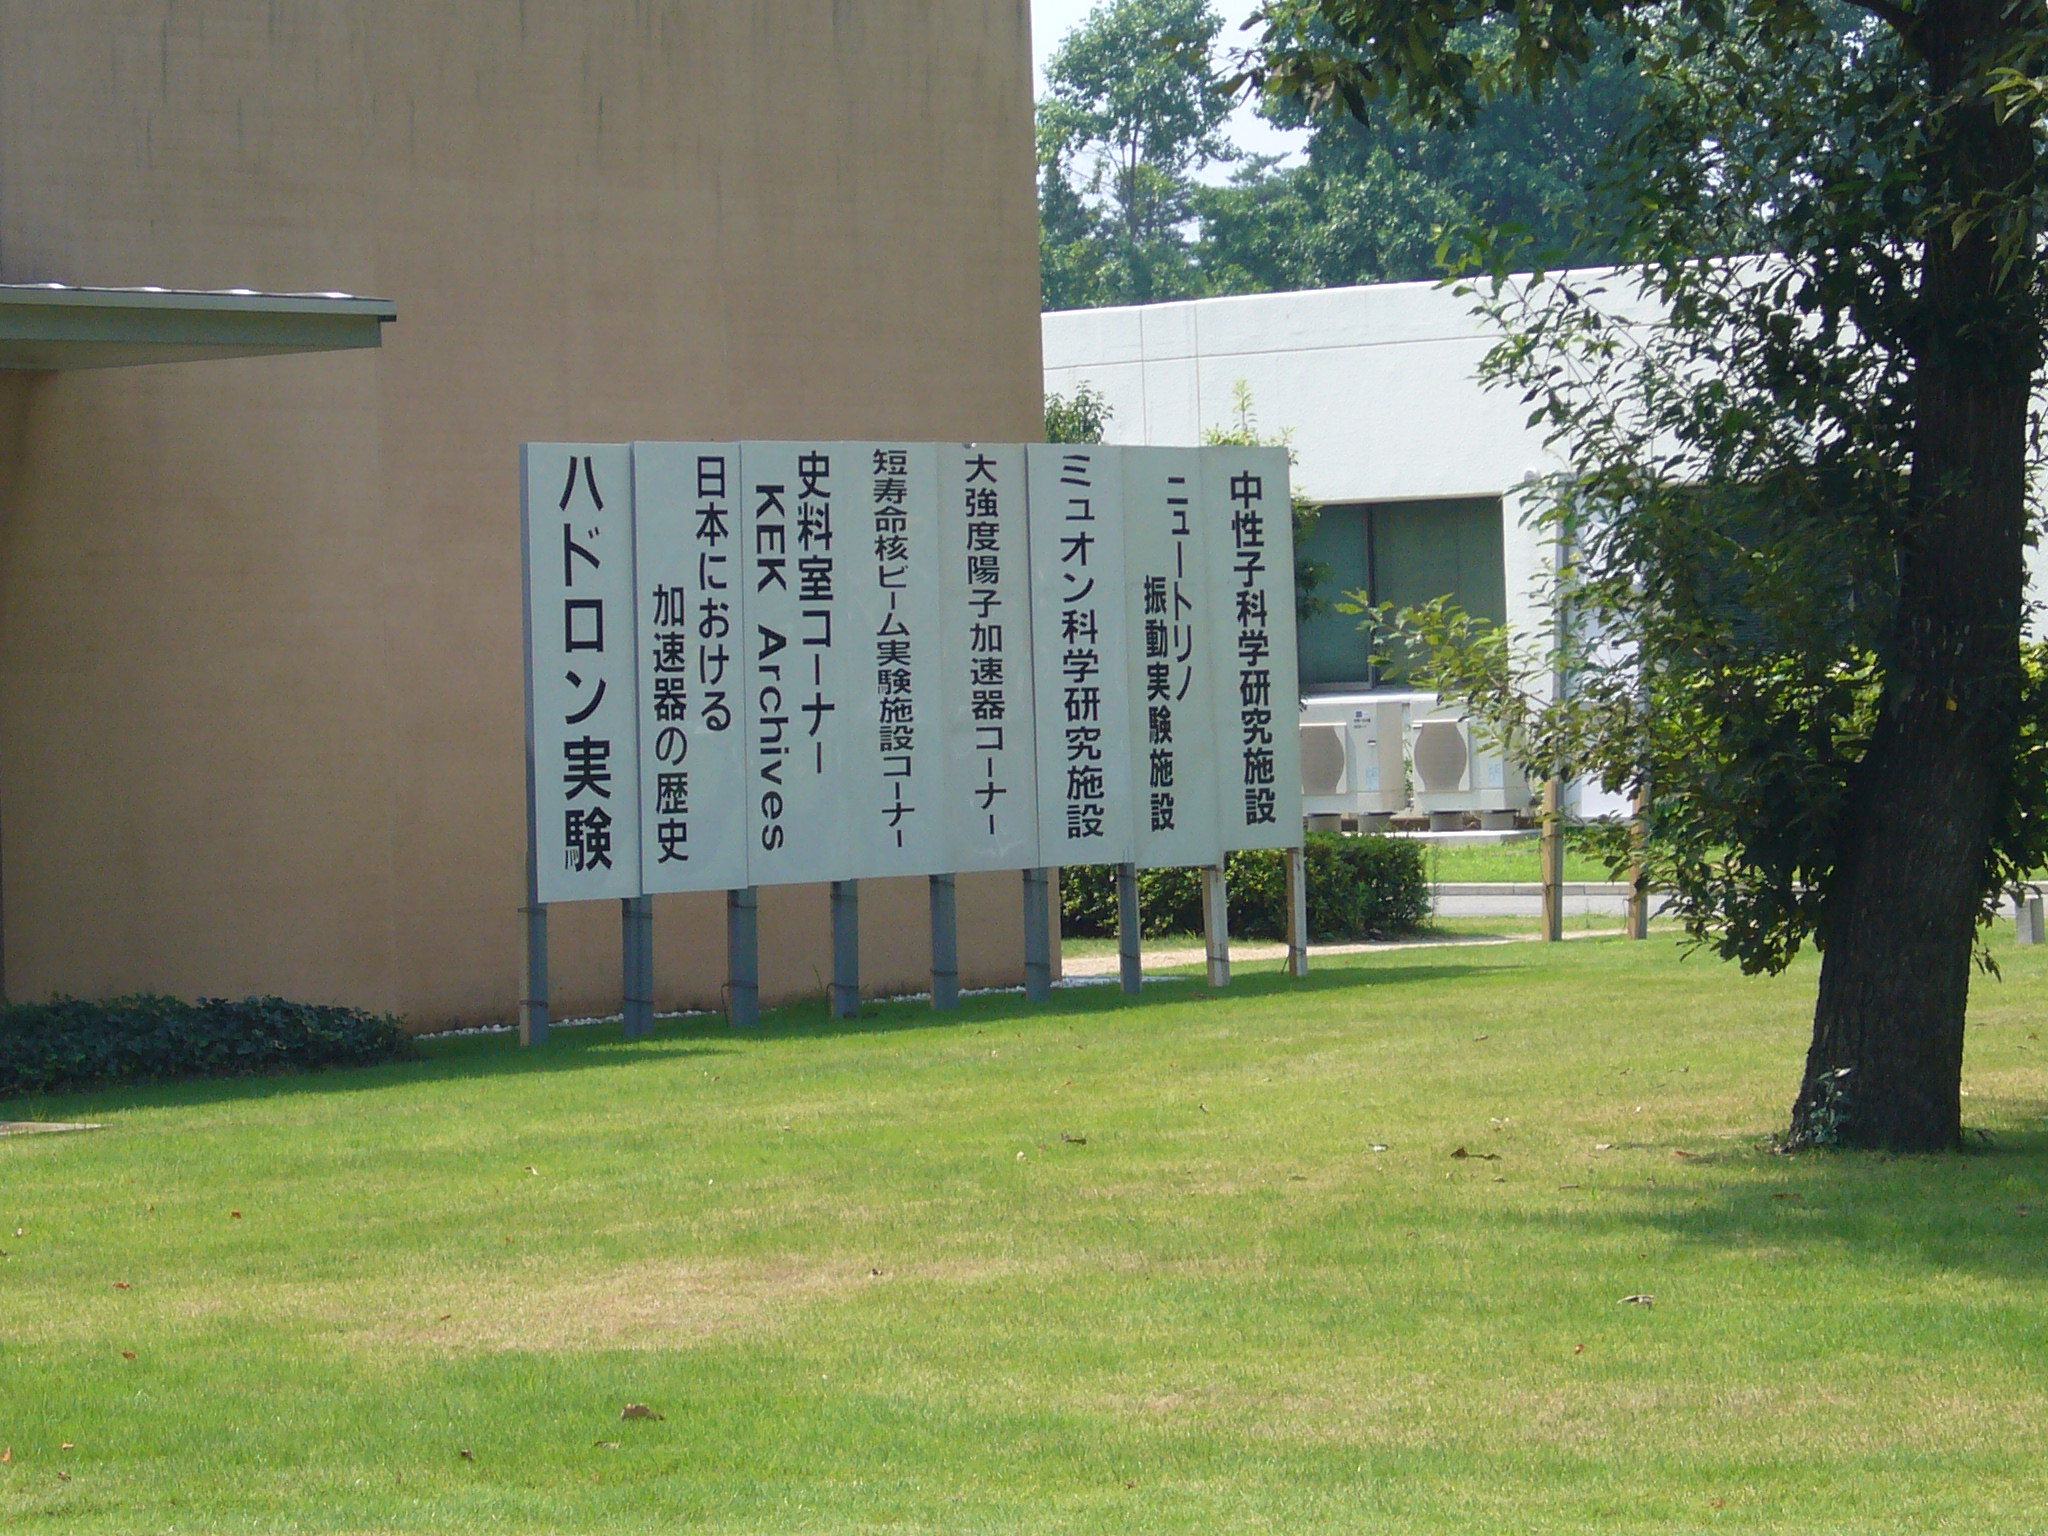 中性子科学研究施設
ニュートリノ
振動実験施設
ミュオン科学研究施設
大強度陽子加速器コーナー
短寿命核ビーム実験施設コーナー
史料室コーナー
KEK Archives
日本における
加速器の歴史
ハドロン実験